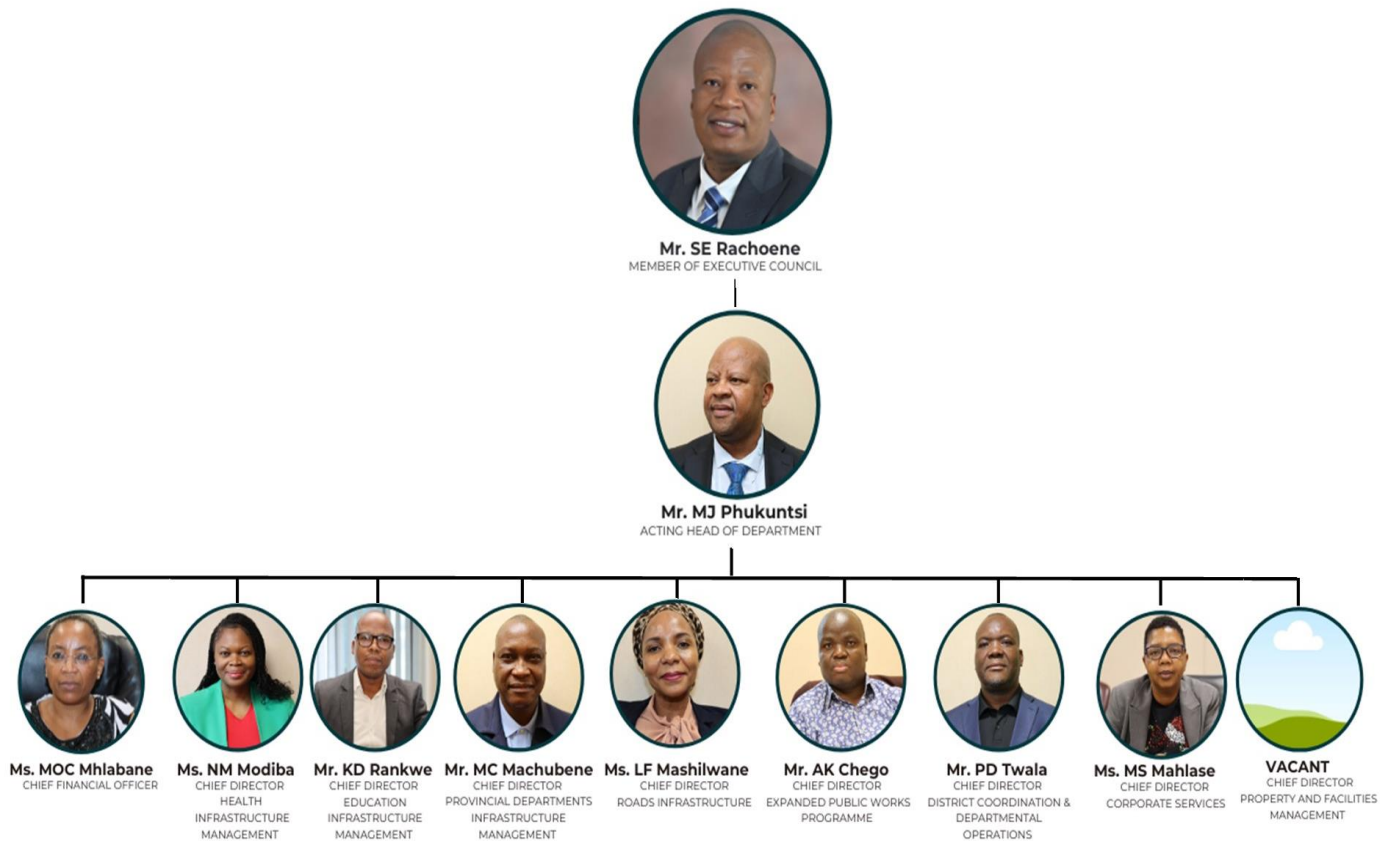 Mr. SE Rachoene
MEMBER OF EXECUTIVE COUNCIL
Mr. MJ Phukuntsi
ACTING HEAD OF DEPARTMENT
Ms. MOC Mhlabane
CHIEF FINANCIAL OFFICER
Ms. NM Modiba
CHIEF DIRECTOR
HEALTH
INFRASTRUCTURE
MANAGEMENT
Mr. KD Rankwe
CHIEF DIRECTOR
EDUCATION
INFRASTRUCTURE
MANAGEMENT
Mr. MC Machubene
CHIEF DIRECTOR
PROVINCIAL DEPARTMENTS
INFRASTRUCTURE
MANAGEMENT
Ms. LF Mashilwane
CHIEF DIRECTOR
ROADS INFRASTRUCTURE
Mr. AK Chego
CHIEF DIRECTOR
EXPANDED PUBLIC WORKS
PROGRAMME
Mr. PD Twala
CHIEF DIRECTOR
DISTRICT COORDINATION &
DEPARTMENTAL
OPERATIONS
Ms. MS Mahlase
CHIEF DIRECTOR
CORPORATE SERVICES
VACANT
CHIEF DIRECTOR
PROPERTY AND FACILITIES
MANAGEMENT